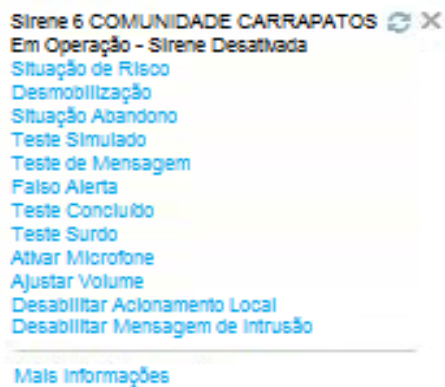 Sirene 6 COMUNIDADE CARRAPATOS
Em Operação - Sirene Desativada
Situação de Risco
Desmobilização
Situação Abandono
Teste Simulado
Teste de Mensagem
Falso Alerta
Teste Concluído
Teste Surdo
Ativar Microfone
Ajustar Volume
Desabilitar Acionamento Local
Desabilitar Mensagem de Intrusão
Mais Informações